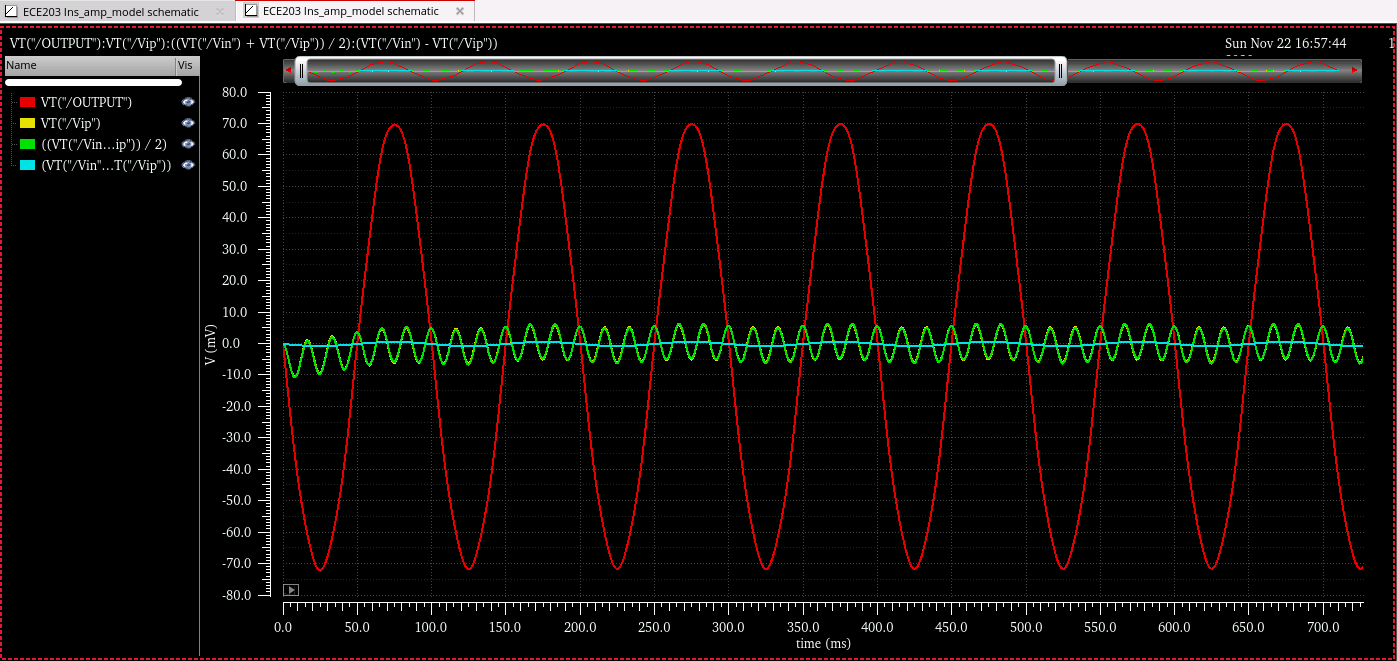 ECE203 Ins_amp_model schematic
ECE203 Ins_amp_model schematic
VT("/OUTPUT"):VT("/Vip"):((VT("/Vin") + VT("/Vip")) / 2):(VT("/Vin") - VT("/Vip"))
Sun Nov 22 16:57:44
1
Name
Vis
VT("/OUTPUT")
VT("/Vip")
((VT("/Vin...ip")) / 2)
(VT("/Vin"...T("/Vip"))
80.0
70.0
60.0
50.0
40.0
30.0
20.0
10.0
0.0
-10.0
-20.0
-30.0
-40.0
-50.0
-60.0
-70.0
-80.0
V (mV)
0.0 50.0 100.0 150.0 200.0 250.0 300.0 350.0 400.0 450.0 500.0 550.0 600.0 650.0 700.0
time (ms)